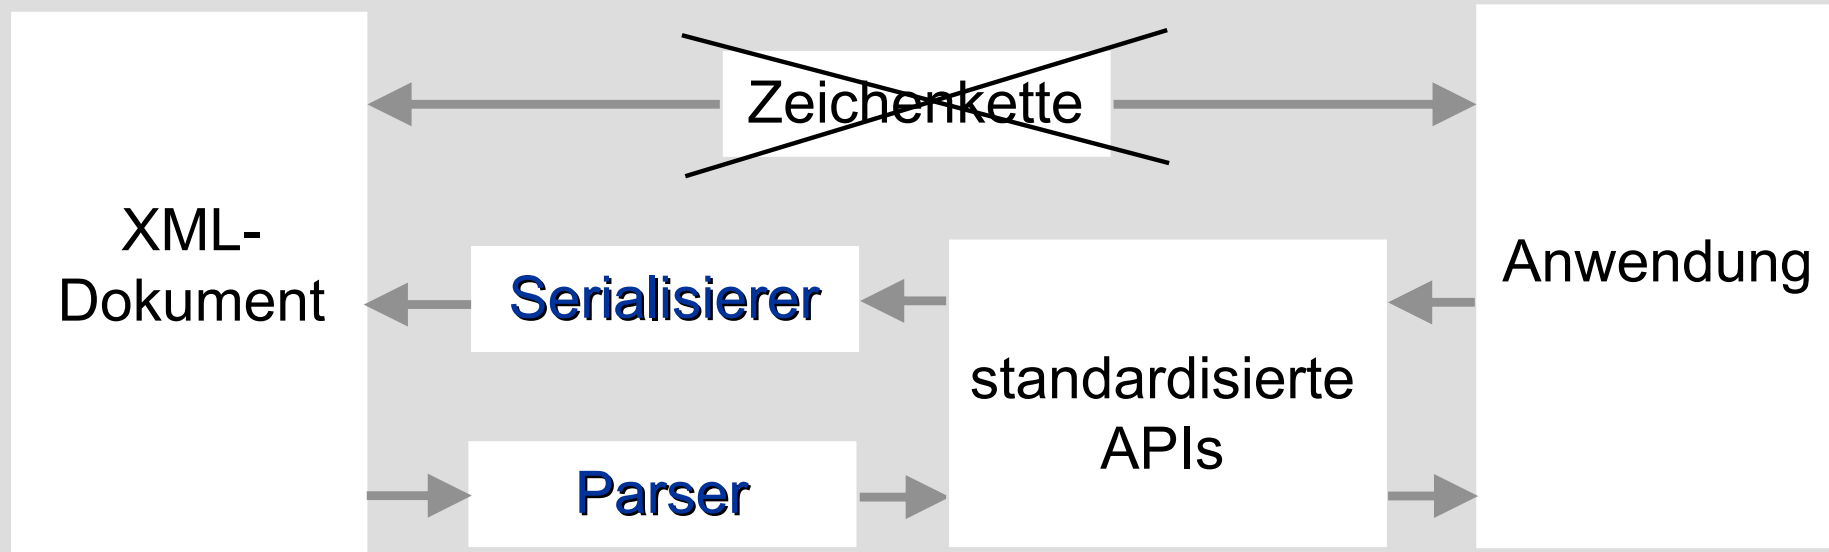 Zeichenkette
XML-
Dokument
Serialisierer
Parser
standardisierte
APIs
Anwendung